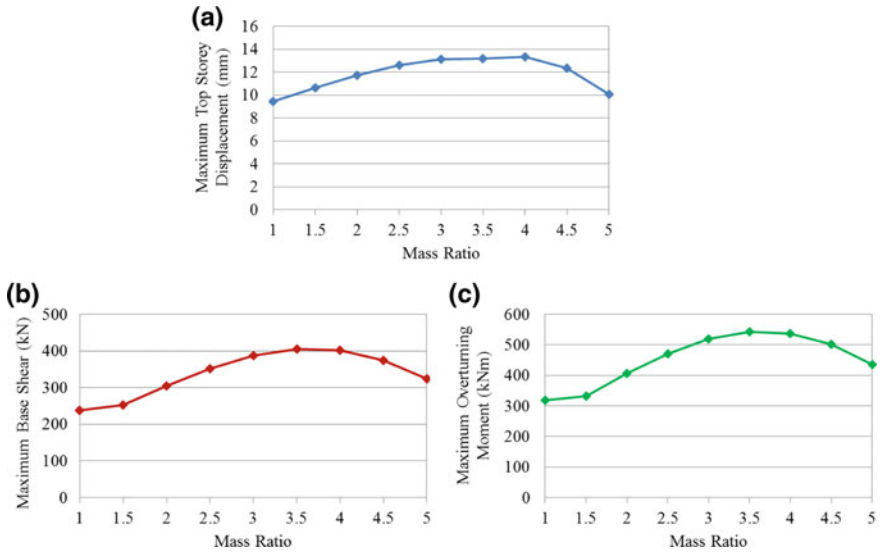 (a)
Maximum Top Storey
Displacement (mm)
16
14
12
10
8
6
4
2
0
1 1.5 2 2.5 3 3.5 4 4.5 5
Mass Ratio
(b)
Maximum Base Shear (kN)
500
400
300
200
100
0
1 1.5 2 2.5 3 3.5 4 4.5 5
Mass Ratio
(c)
Maximum Overturning
Moment (kNm)
600
500
400
300
200
100
0
1 1.5 2 2.5 3 3.5 4 4.5 5
Mass Ratio